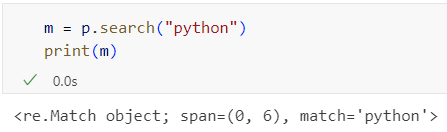 m = p.search("python")
print(m)
0.0s
<re.Match object; span=(0, 6), match='python'>